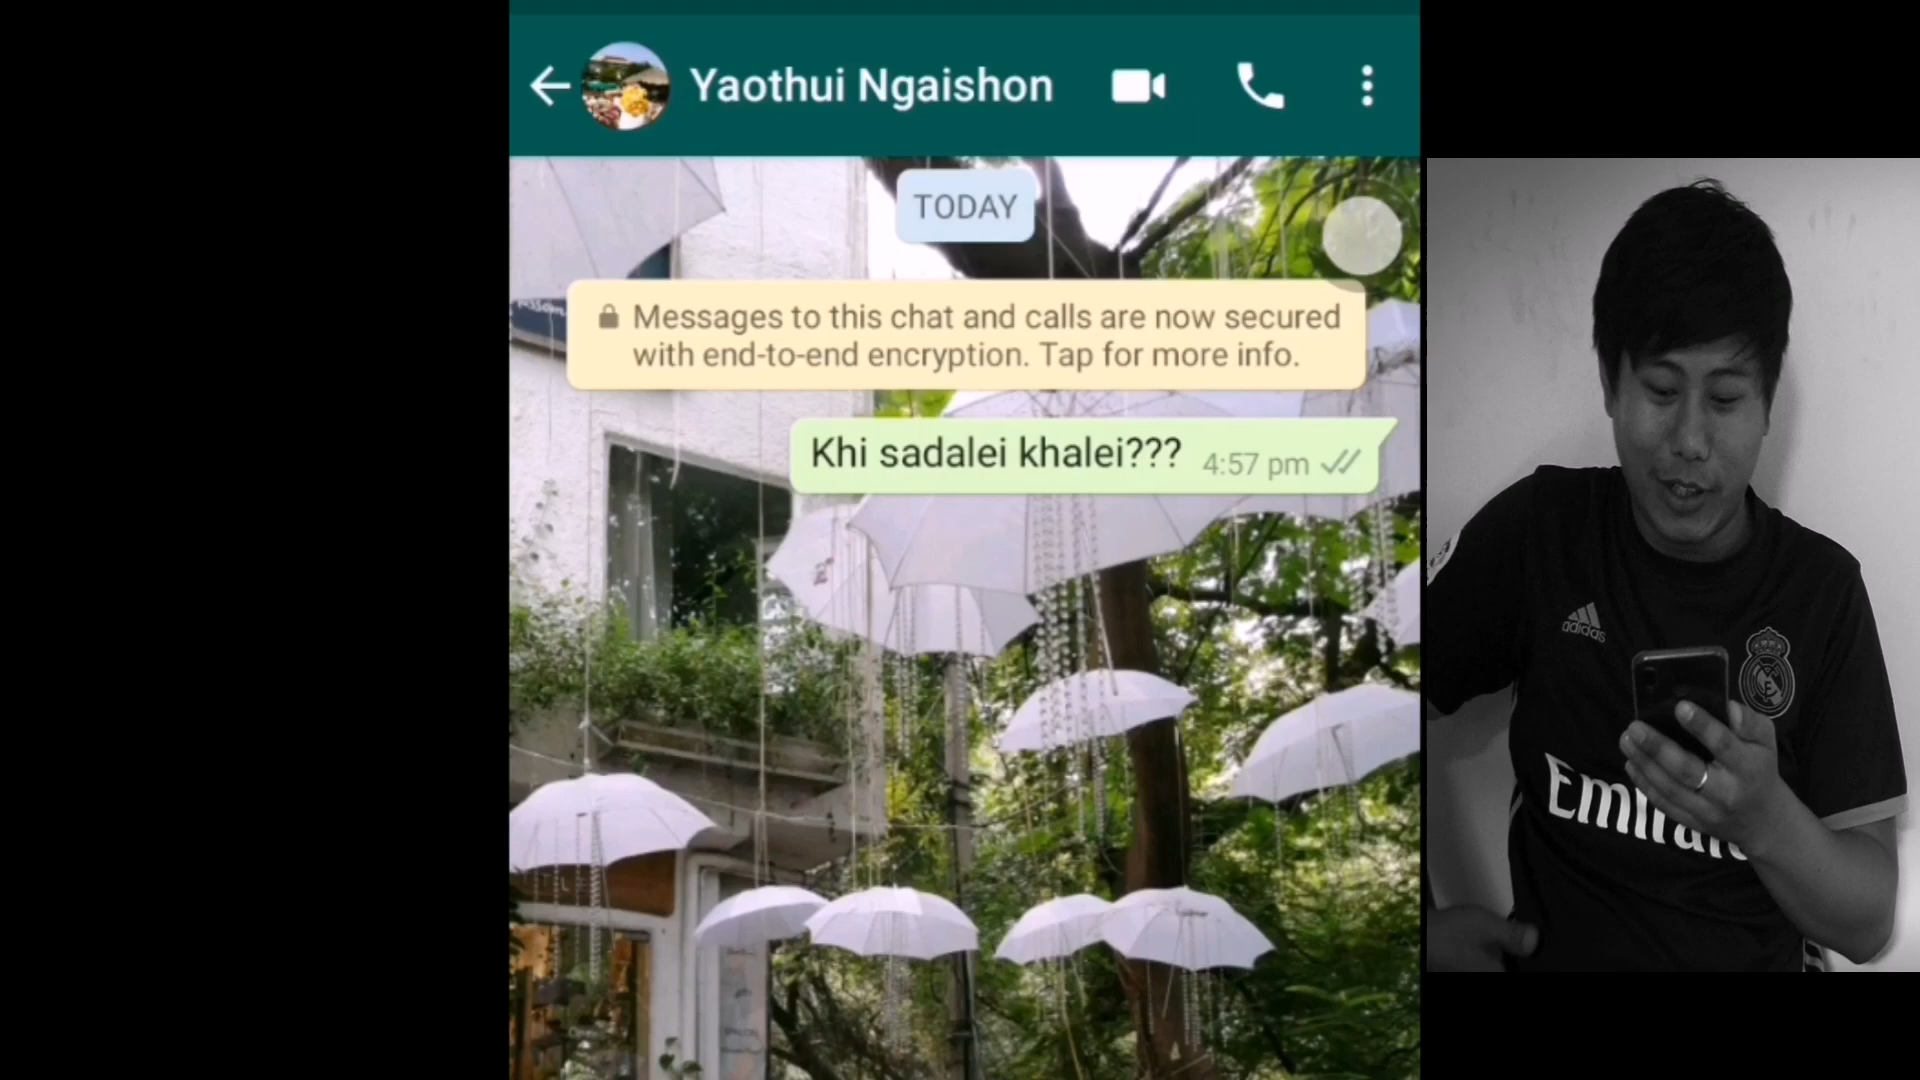 Yaothui Ngaishon
TODAY
Messages to this chat and calls are now secured
with end-to-end encryption. Tap for more info.
Khi sadalei khalei??? 4:57 pm
adidas